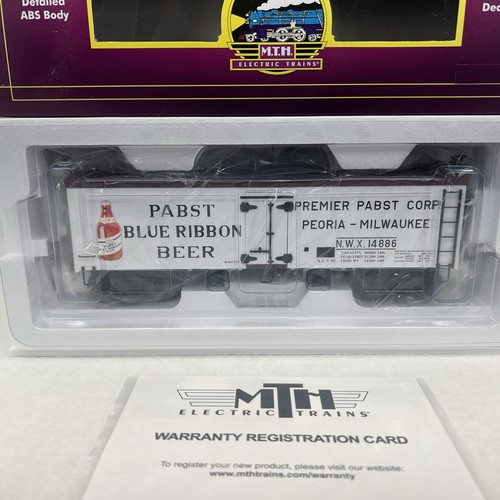 Detailed
ABS Body
Dec
M.T.H.
ELECTRIC TRAINS
PABST
BLUE RIBBON
BEER
PREMIER PABST CORP
PEORIA - MILWAUKEE
N.W.X. 14886
MTH
ELECTRIC TRAINS
WARRANTY REGISTRATION CARD
To register your new product, please visit our website:
www.mthtrains.com/warranty